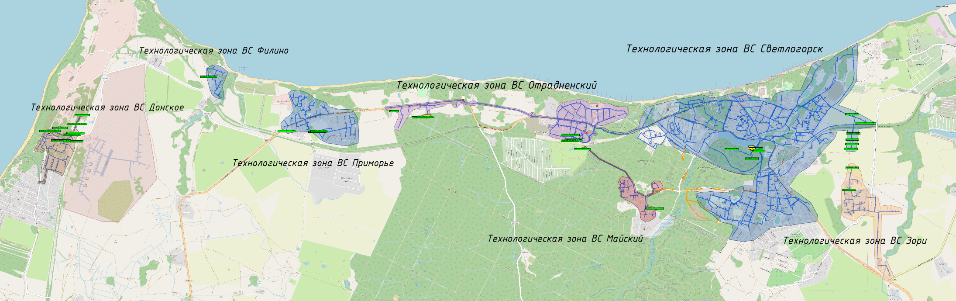 Технологическая зона ВС Светлогорск
Технологическая зона ВС Филино
Технологическая зона ВС Отрадненский
Технологическая зона ВС Донское
Технологическая зона ВС Приморье
Технологическая зона ВС Майский
Технологическая зона ВС Зори